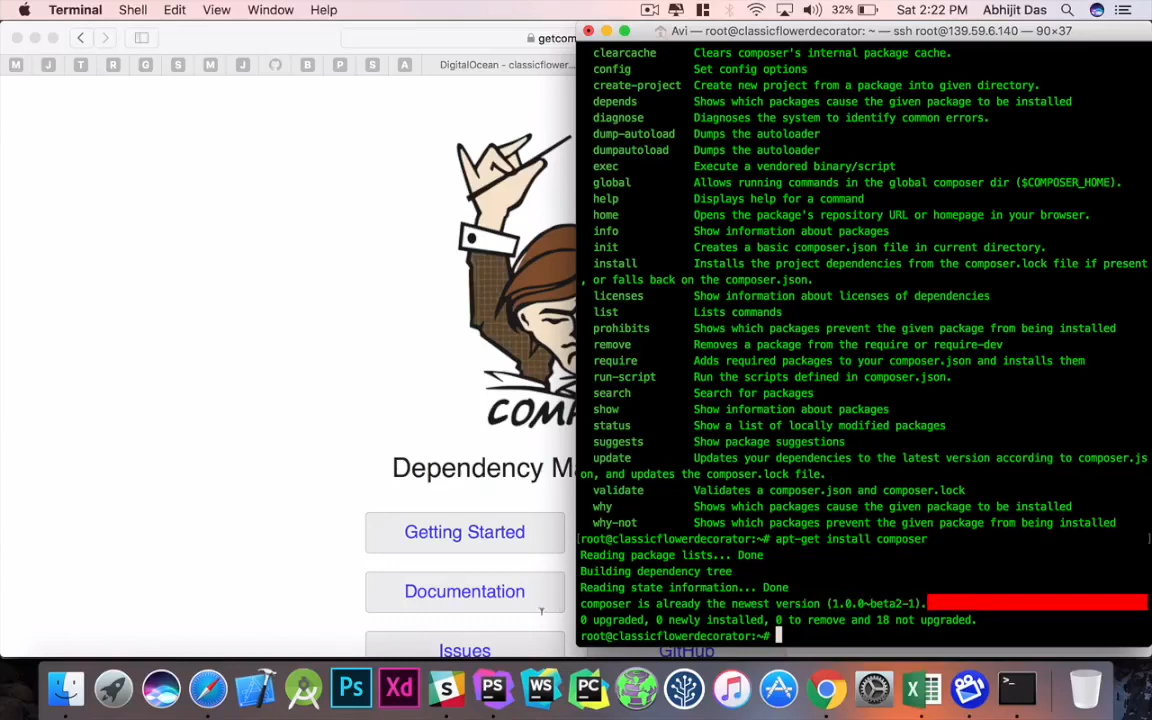 Terminal Shell Edit View Window Help 32% Sat 2:22 PM Abhijit Das
getcom
Avi — root@classicflowerdecorator: ~ — ssh root@139.59.6.140 — 90×37
M J T R G S M J B P S A DigitalOcean - classicflower...
COM
Dependency M
Getting Started
Documentation
Issues
GitHub
clearcache Clears composer's internal package cache.
config Set config options
create-project Create new project from a package into given directory.
depends Shows which packages cause the given package to be installed
diagnose Diagnoses the system to identify common errors.
dump-autoload Dumps the autoloader
dumpautoload Dumps the autoloader
exec Execute a vendored binary/script
global Allows running commands in the global composer dir ($COMPOSER_HOME).
help Displays help for a command
home Opens the package's repository URL or homepage in your browser.
info Show information about packages
init Creates a basic composer.json file in current directory.
install Installs the project dependencies from the composer.lock file if present
, or falls back on the composer.json.
licenses Show information about licenses of dependencies
list Lists commands
prohibits Shows which packages prevent the given package from being installed
remove Removes a package from the require or require-dev
require Adds required packages to your composer.json and installs them
run-script Run the scripts defined in composer.json.
search Search for packages
show Show information about packages
status Show a list of locally modified packages
suggests Show package suggestions
update Updates your dependencies to the latest version according to composer.js
on, and updates the composer.lock file.
validate Validates a composer.json and composer.lock
why Shows which packages cause the given package to be installed
why-not Shows which packages prevent the given package from being installed
[root@classicflowerdecorator:~# apt-get install composer ]
Reading package lists... Done
Building dependency tree
Reading state information... Done
composer is already the newest version (1.0.0~beta2-1).
0 upgraded, 0 newly installed, 0 to remove and 18 not upgraded.
root@classicflowerdecorator:~#
Ps Xd S PS WS PC X >_